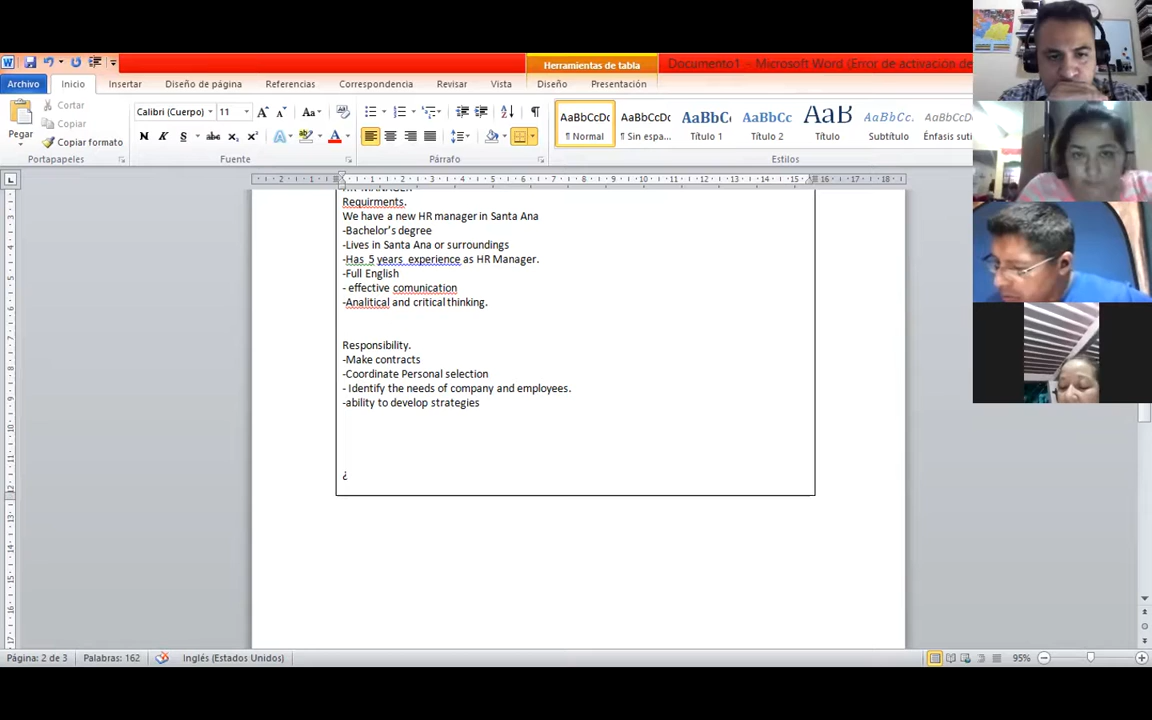 Herramientas de tabla
Documento1 - Microsoft Word (Error de activación de
Archivo Inicio Insertar Diseño de página Referencias Correspondencia Revisar Vista Diseño Presentación
Pegar
Cortar
Copiar
Copiar formato
Calibri (Cuerpo) 11
AaBbCcDc AaBbCcDc AaBbC AaBbCc AaB AaBbCc. AaBbCcDc
¶ Normal ¶ Sin espa... Título 1 Título 2 Título Subtítulo Énfasis sutil
Portapapeles Fuente Párrafo Estilos
Requirments.
We have a new HR manager in Santa Ana
-Bachelor's degree
-Lives in Santa Ana or surroundings
-Has 5 years experience as HR Manager.
-Full English
- effective comunication
-Analitical and critical thinking.
Responsibility.
-Make contracts
-Coordinate Personal selection
- Identify the needs of company and employees.
-ability to develop strategies
¿
Página: 2 de 3 Palabras: 162 Inglés (Estados Unidos) 95%